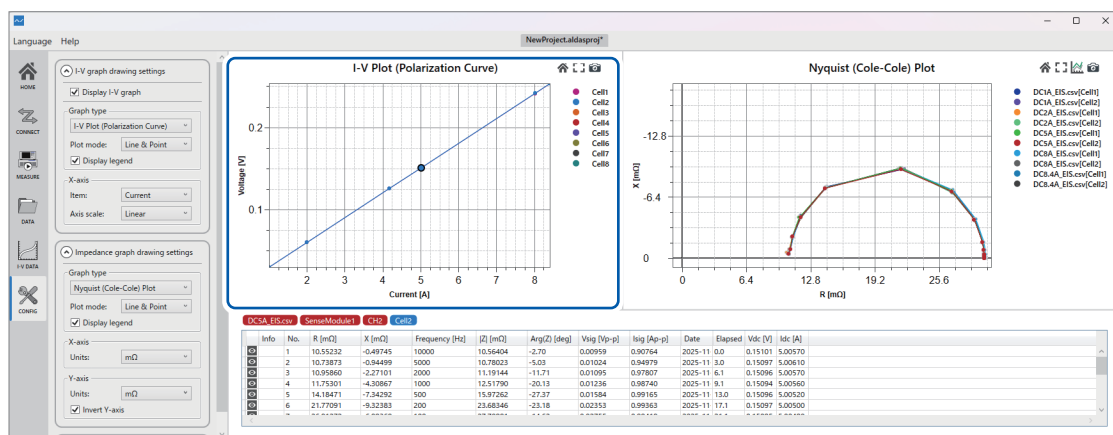 Language Help
NewProject.aldasproj*
HOME
CONNECT
MEASURE
DATA
I-V DATA
CONFIG
I-V graph drawing settings
Display I-V graph
Graph type
I-V Plot (Polarization Curve)
Plot mode: Line & Point
Display legend
X-axis
Item: Current
Axis scale: Linear
Impedance graph drawing settings
Graph type
Nyquist (Cole-Cole) Plot
Plot mode: Line & Point
Display legend
X-axis
Units: mΩ
Y-axis
Units: mΩ
Invert Y-axis
I-V Plot (Polarization Curve)
Voltage [V]
0.2
0.1
2 4 5 6 8
Current [A]
Cell1
Cell2
Cell3
Cell4
Cell5
Cell6
Cell7
Cell8
Nyquist (Cole-Cole) Plot
X [mΩ]
-12.8
-6.4
0
0 6.4 12.8 19.2 25.6
R [mΩ]
DC1A_EIS.csv[Cell1]
DC1A_EIS.csv[Cell2]
DC2A_EIS.csv[Cell1]
DC2A_EIS.csv[Cell2]
DC5A_EIS.csv[Cell1]
DC5A_EIS.csv[Cell2]
DC8A_EIS.csv[Cell1]
DC8A_EIS.csv[Cell2]
DC8.4A_EIS.csv[Cell1]
DC8.4A_EIS.csv[Cell2]
DC5A_EIS.csv SenseModule1 CH2 Cell2
Info No. R [mΩ] X [mΩ] Frequency [Hz] |Z| [mΩ] Arg(Z) [deg] Vsig [Vp-p] Isig [Ap-p] Date Elapsed Vdc [V] Idc [A]
1 10.55232 -0.49745 10000 10.56404 -2.70 0.00959 0.90764 2025-11 0.0 0.15101 5.00570
2 10.73873 -0.94489 5000 10.78023 -5.03 0.01024 0.94979 2025-11 3.0 0.15095 5.00610
3 10.95860 -2.27101 2000 11.19144 -11.71 0.01095 0.97807 2025-11 6.1 0.15096 5.00570
4 11.75301 -4.30867 1000 12.51790 -20.13 0.01236 0.98740 2025-11 9.1 0.15094 5.00560
5 14.18471 -7.34292 500 15.97262 -27.37 0.01584 0.99165 2025-11 13.0 0.15096 5.00520
6 21.77091 -9.32383 200 23.68346 -23.18 0.02353 0.99363 2025-11 17.1 0.15097 5.00500